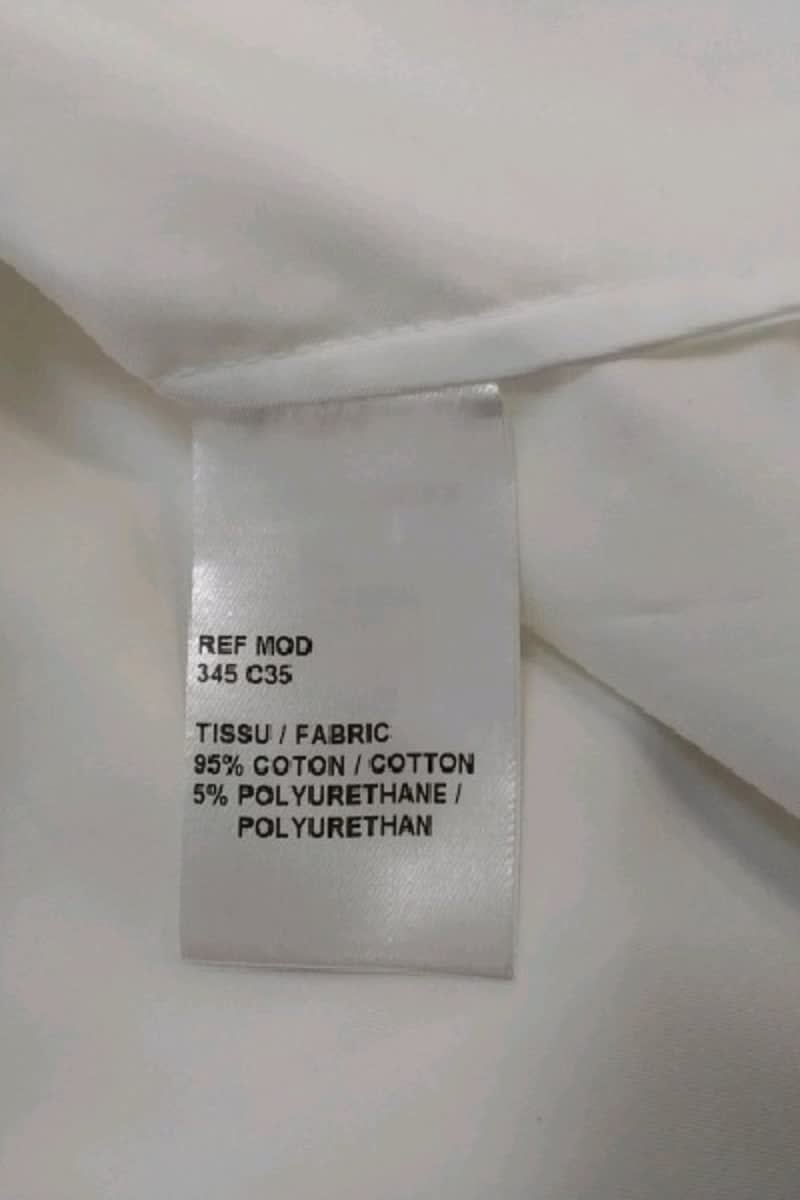 REF MOD
345 C35
TISSU / FABRIC
95% COTON / COTTON
5% POLYURETHANE /
POLYURETHAN